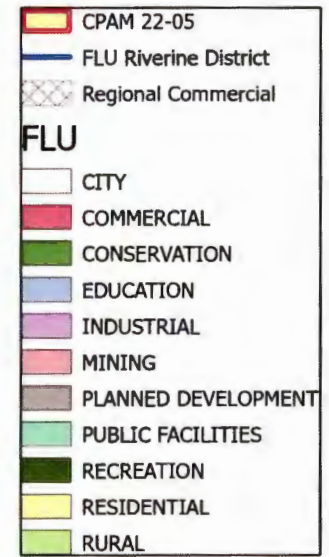 CPAM 22-05
FLU Riverine District
Regional Commercial
FLU
CITY
COMMERCIAL
CONSERVATION
EDUCATION
INDUSTRIAL
MINING
PLANNED DEVELOPMENT
PUBLIC FACILITIES
RECREATION
RESIDENTIAL
RURAL